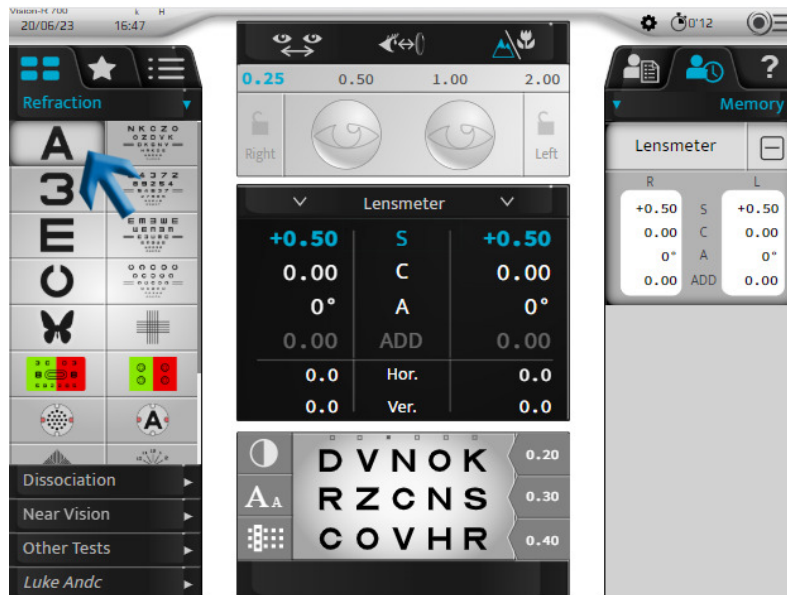 Vision-R 700
20/06/23 16:47
0'12
Refraction
A
N K C Z O
O Z D V K
3
E
0.25 0.50 1.00 2.00
Right Left
Lensmeter
+0.50 S +0.50
0.00 C 0.00
0° A 0°
0.00 ADD 0.00
0.0 Hor. 0.0
0.0 Ver. 0.0
D V N O K 0.20
A A R Z C N S 0.30
C O V H R 0.40
Dissociation
Near Vision
Other Tests
Luke Andc
?
Memory
Lensmeter
R L
+0.50 S +0.50
0.00 C 0.00
0° A 0°
0.00 ADD 0.00